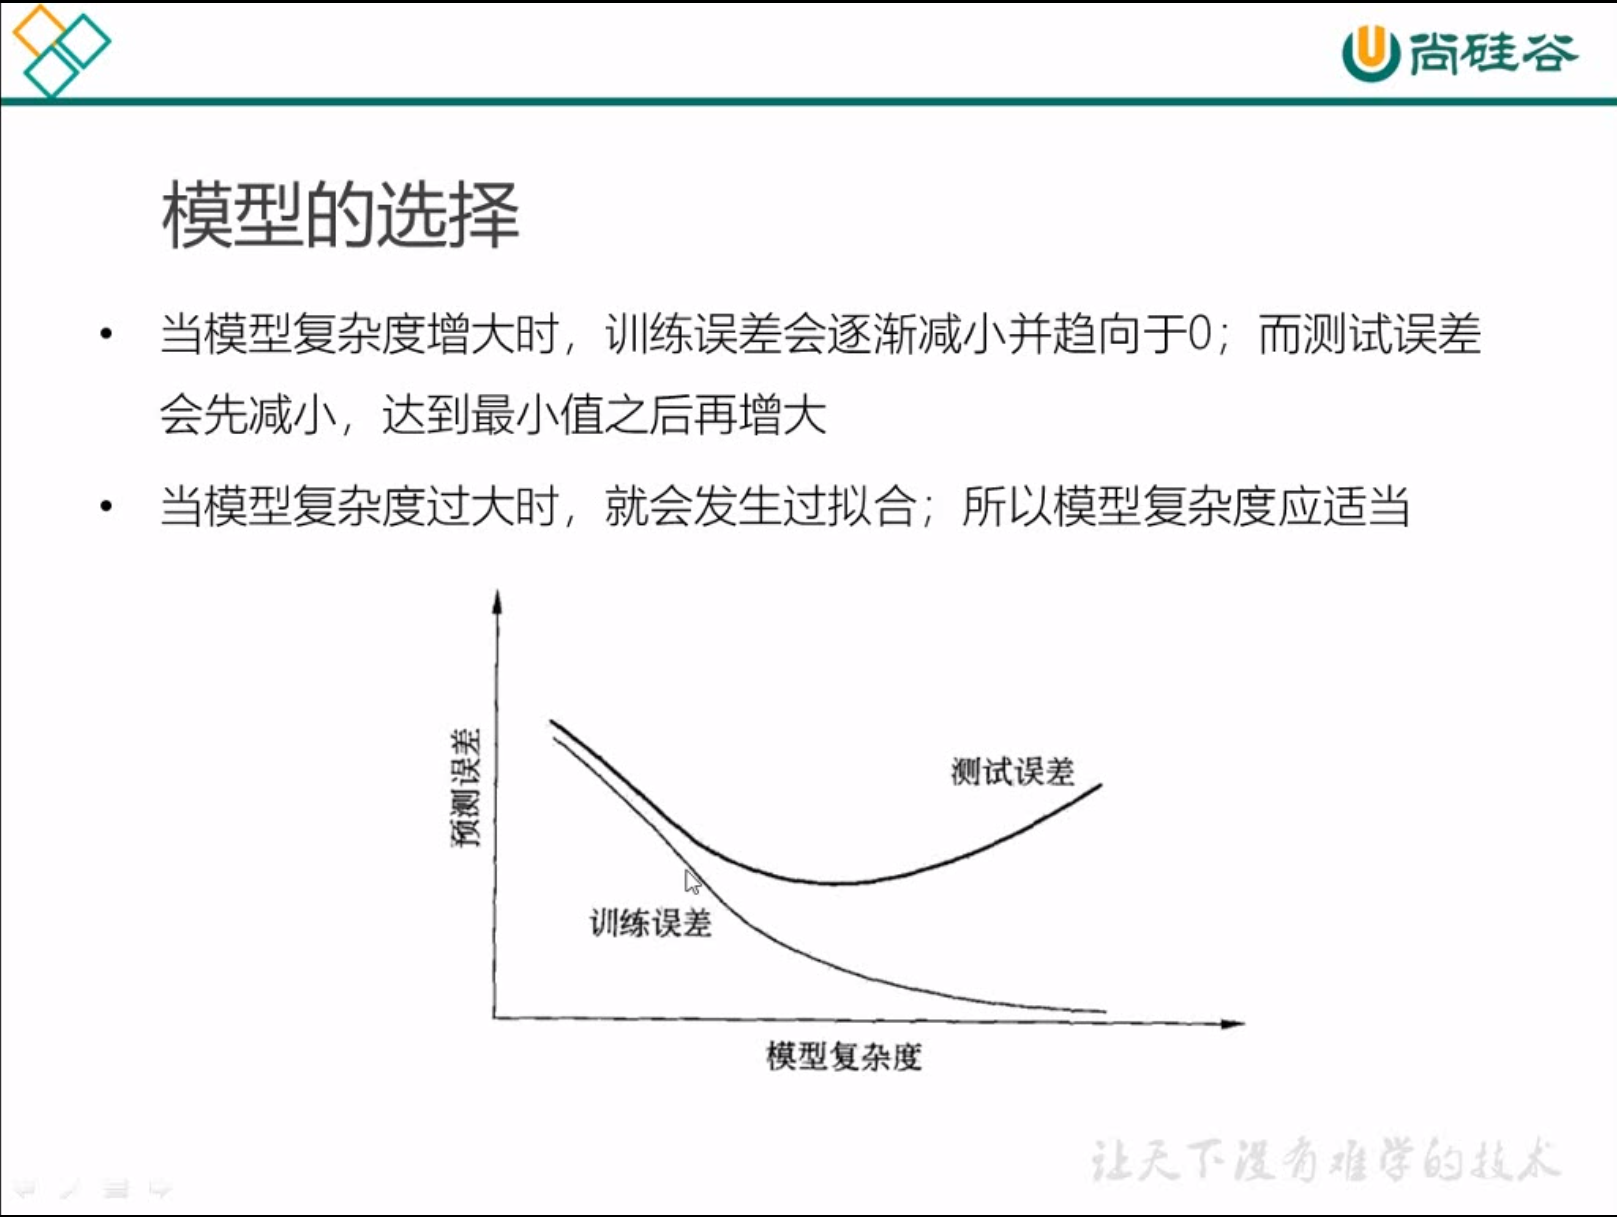 尚硅谷
模型的选择
• 当模型复杂度增大时，训练误差会逐渐减小并趋向于0；而测试误差
会先减小，达到最小值之后再增大
• 当模型复杂度过大时，就会发生过拟合；所以模型复杂度应适当
预测误差
测试误差
训练误差
模型复杂度
让天下没有难学的技术